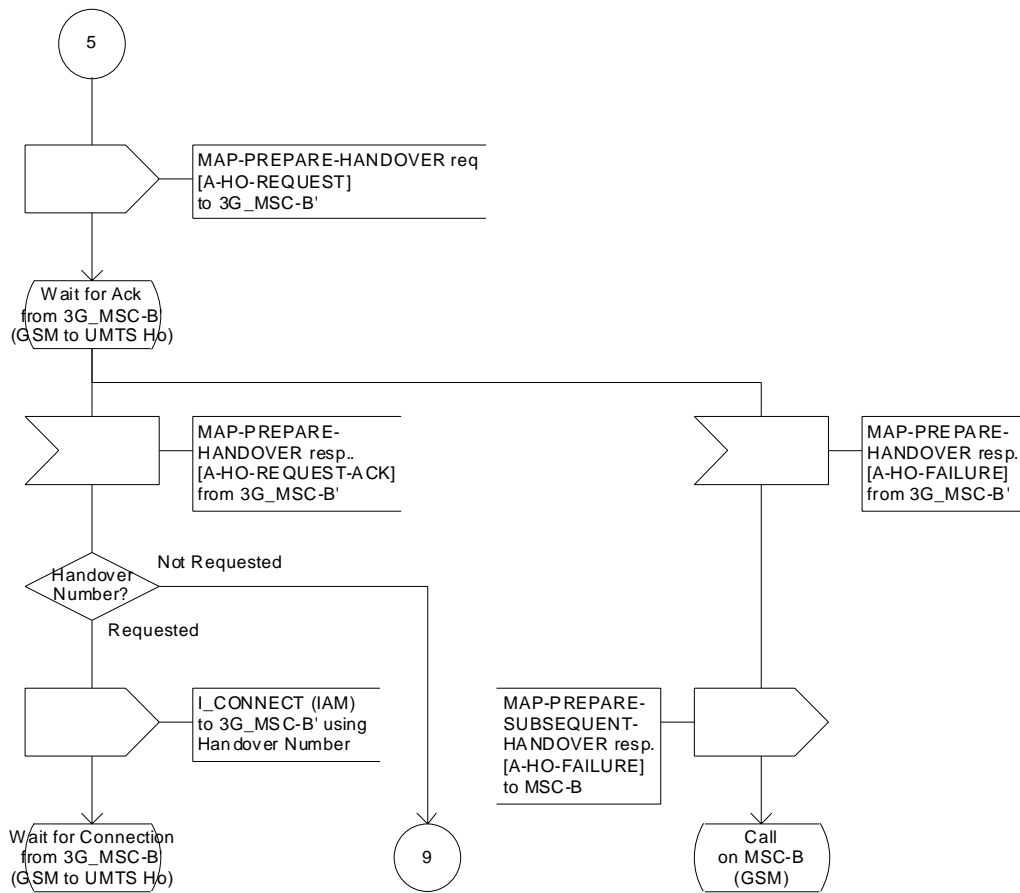 5
MAP-PREPARE-HANDOVER req
[A-HO-REQUEST]
to 3G_MSC-B'
Wait for Ack
from 3G_MSC-B'
(GSM to UMTS Ho)
MAP-PREPARE-
HANDOVER resp..
[A-HO-REQUEST-ACK]
from 3G_MSC-B'
MAP-PREPARE-
HANDOVER resp.
[A-HO-FAILURE]
from 3G_MSC-B'
Handover
Number?
Not Requested
Requested
I_CONNECT (IAM)
to 3G_MSC-B' using
Handover Number
MAP-PREPARE-
SUBSEQUENT-
HANDOVER resp.
[A-HO-FAILURE]
to MSC-B
Wait for Connection
from 3G_MSC-B'
(GSM to UMTS Ho)
9
Call
on MSC-B
(GSM)